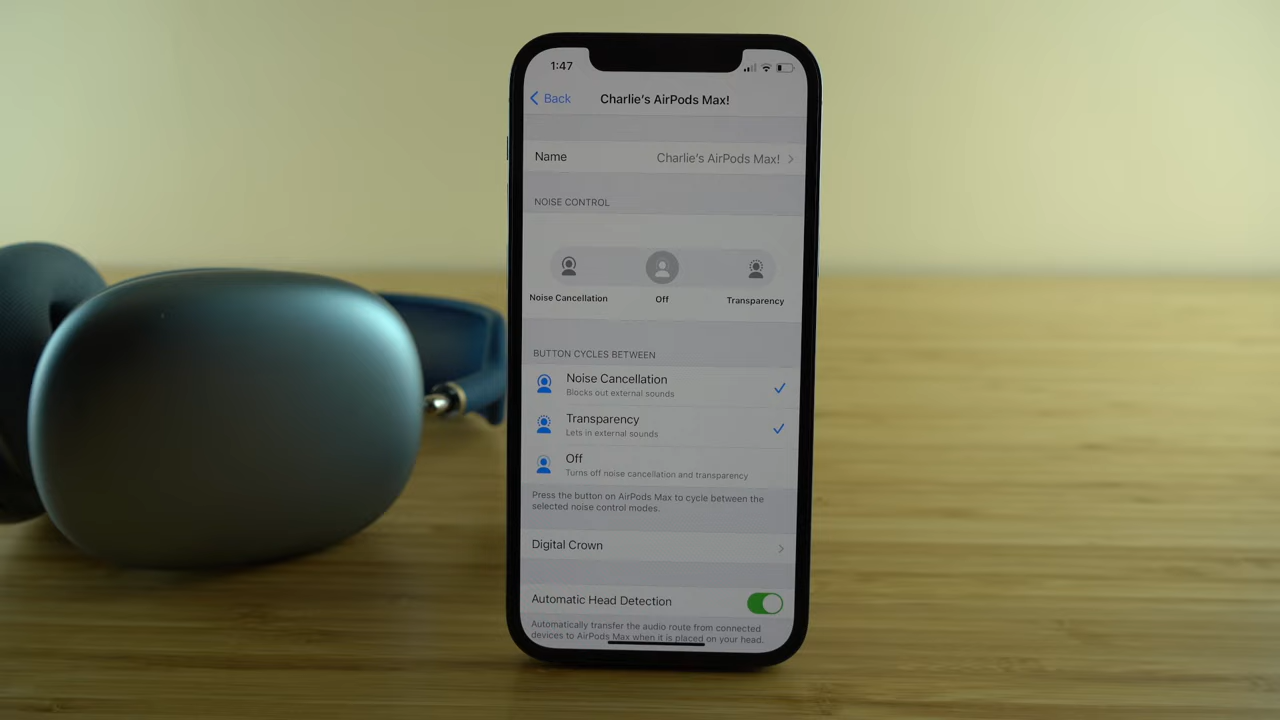 1:47
Back
Charlie's AirPods Max!
Name
Charlie's AirPods Max!
NOISE CONTROL
Noise Cancellation
Off
Transparency
BUTTON CYCLES BETWEEN
Noise Cancellation
Blocks out external sounds
Transparency
Lets in external sounds
Off
Turns off noise cancellation and transparency
Press the button on AirPods Max to cycle between the
selected noise control modes.
Digital Crown
Automatic Head Detection
Automatically transfer the audio route from connected
devices to AirPods Max when it is placed on your head.